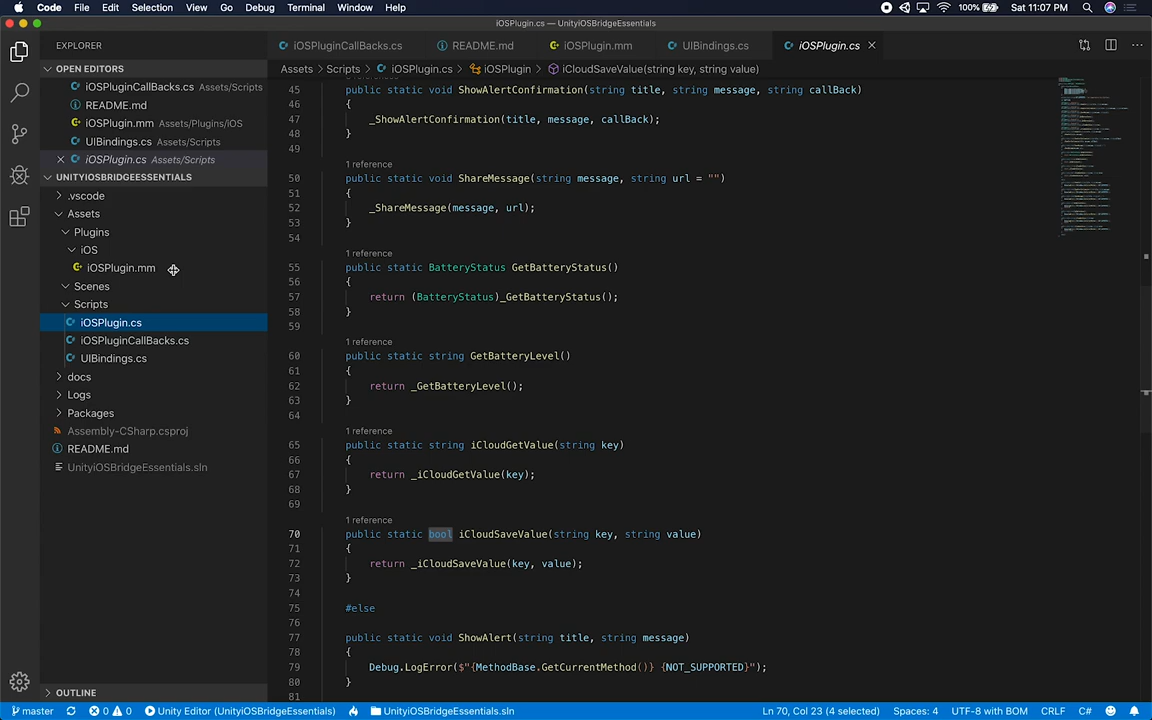 Code File Edit Selection View Go Debug Terminal Window Help 100% Sat 11:07 PM
iOSPlugin.cs — UnityiOSBridgeEssentials
EXPLORER
OPEN EDITORS
iOSPluginCallBacks.cs Assets/Scripts
README.md
iOSPlugin.mm Assets/Plugins/iOS
UIBindings.cs Assets/Scripts
iOSPlugin.cs Assets/Scripts
UNITYIOSBRIDGEESSENTIALS
.vscode
Assets
Plugins
iOS
iOSPlugin.mm
Scenes
Scripts
iOSPlugin.cs
iOSPluginCallBacks.cs
UIBindings.cs
docs
Logs
Packages
Assembly-CSharp.csproj
README.md
UnityiOSBridgeEssentials.sln
OUTLINE
iOSPluginCallBacks.cs README.md iOSPlugin.mm UIBindings.cs iOSPlugin.cs
Assets > Scripts > iOSPlugin.cs > iOSPlugin > iCloudSaveValue(string key, string value)
45 public static void ShowAlertConfirmation(string title, string message, string callBack)
46 {
47 _ShowAlertConfirmation(title, message, callBack);
48 }
49
1 reference
50 public static void ShareMessage(string message, string url = "")
51 {
52 _ShareMessage(message, url);
53 }
54
1 reference
55 public static BatteryStatus GetBatteryStatus()
56 {
57 return (BatteryStatus)_GetBatteryStatus();
58 }
59
1 reference
60 public static string GetBatteryLevel()
61 {
62 return _GetBatteryLevel();
63 }
64
1 reference
65 public static string iCloudGetValue(string key)
66 {
67 return _iCloudGetValue(key);
68 }
69
1 reference
70 public static bool iCloudSaveValue(string key, string value)
71 {
72 return _iCloudSaveValue(key, value);
73 }
74
75 #else
76
77 public static void ShowAlert(string title, string message)
78 {
79 Debug.LogError($"{MethodBase.GetCurrentMethod()} {NOT_SUPPORTED}");
80 }
81
master 0 0 Unity Editor (UnityiOSBridgeEssentials) UnityiOSBridgeEssentials.sln Ln 70, Col 23 (4 selected) Spaces: 4 UTF-8 with BOM CRLF C#